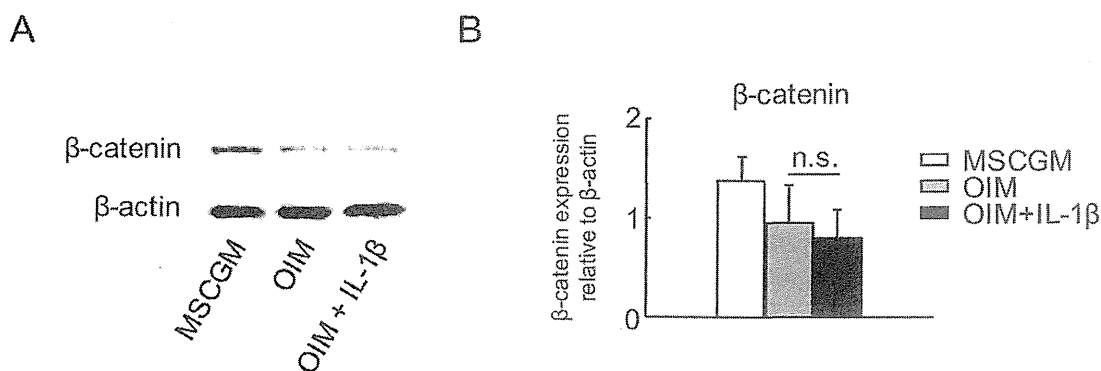 A
β-catenin
β-actin
MSCGM
OIM
OIM + IL-1β
B
β-catenin
β-catenin expression
relative to β-actin
2
1
0
n.s.
MSCGM
OIM
OIM+IL-1β